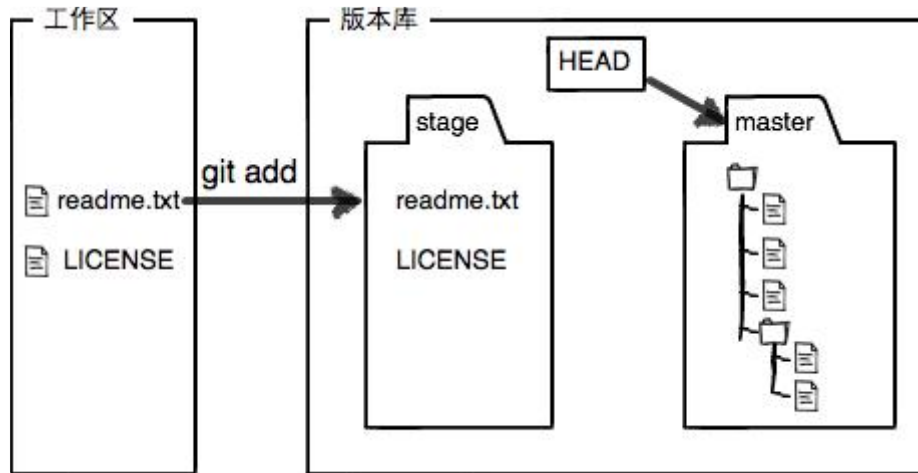 工作区
版本库
HEAD
stage
master
git add
readme.txt
readme.txt
LICENSE
LICENSE